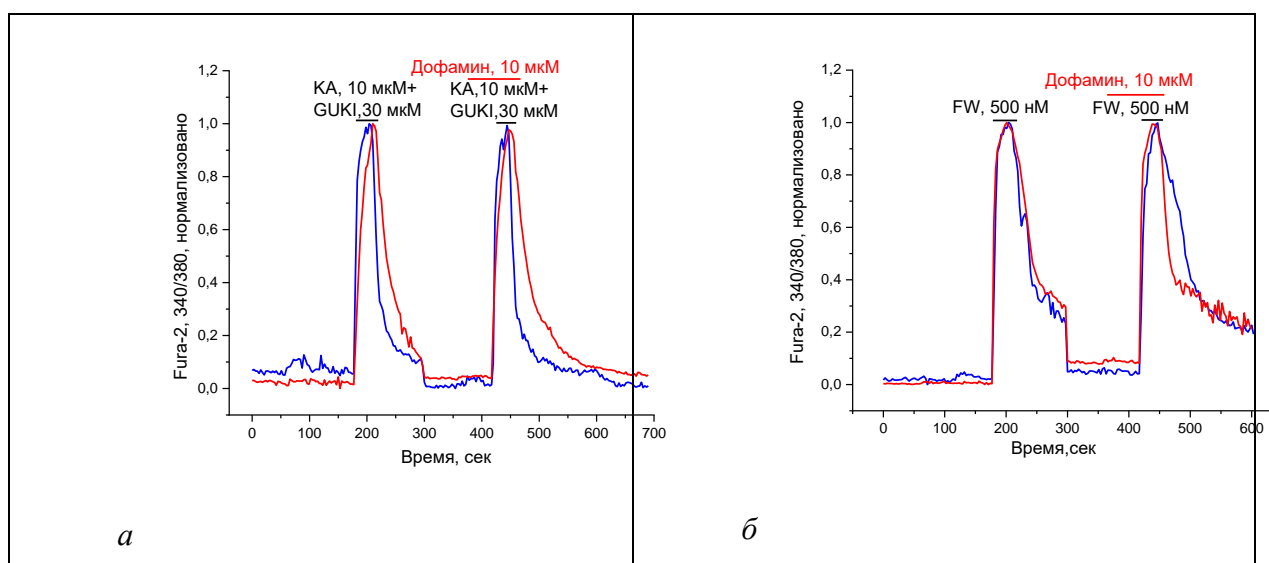 Дофамин, 10 мкМ
KA, 10 мкМ+ KA,10 мкМ+
GUKI,30 мкМ GUKI,30 мкМ
1,2
1,0
0,8
0,6
0,4
0,2
0,0
Fura-2, 340/380, нормализовано
0 100 200 300 400 500 600 700
Время, сек
а
Дофамин, 10 мкМ
FW, 500 нМ FW, 500 нМ
1,2
1,0
0,8
0,6
0,4
0,2
0,0
Fura-2, 340/380, нормализовано
0 100 200 300 400 500 600
Время,сек
б